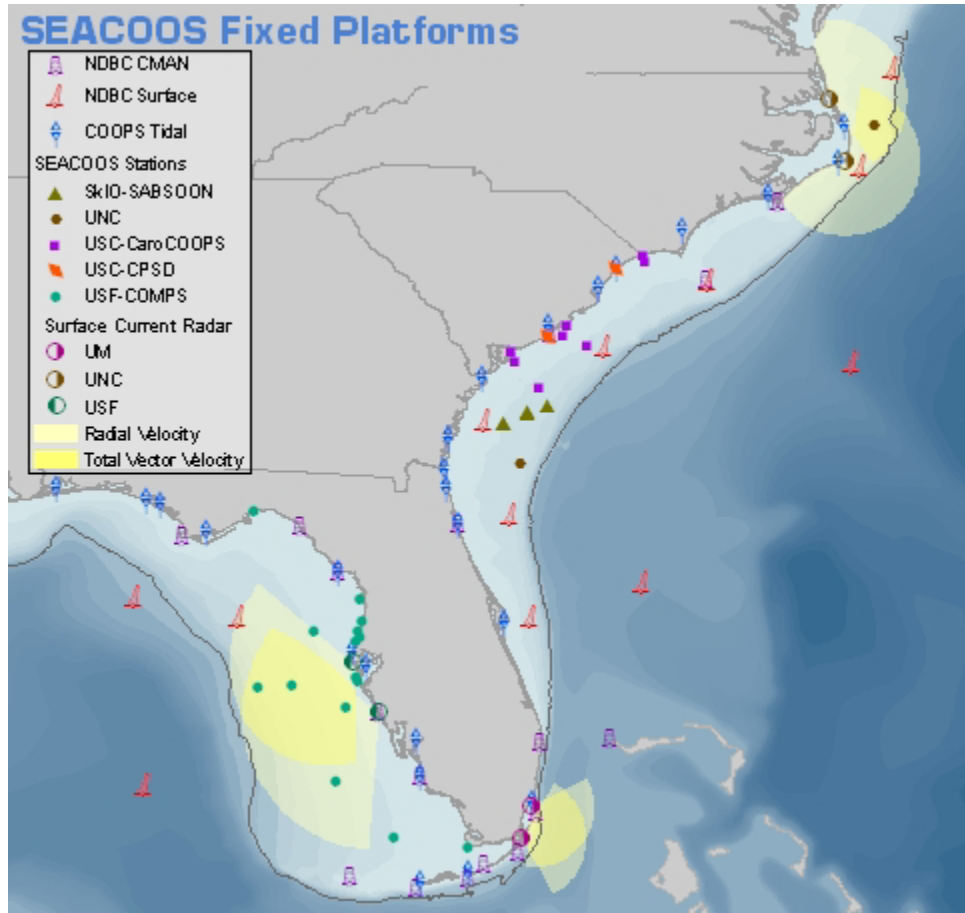 SEACOOS Fixed Platforms
NDBC CMAN
NDBC Surface
COOPS Tidal
SEACOOS Stations
SkIO-SABSOON
UNC
USC-CaroCOOPS
USC-CPSD
USF-COMPS
Surface Current Radar
UM
UNC
USF
Radial Velocity
Total Vector Velocity